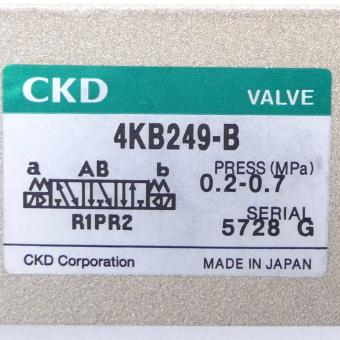 CKD VALVE
4KB249-B
a AB b PRESS (MPa)
0.2-0.7
R1PR2 SERIAL
5728 G
CKD Corporation MADE IN JAPAN